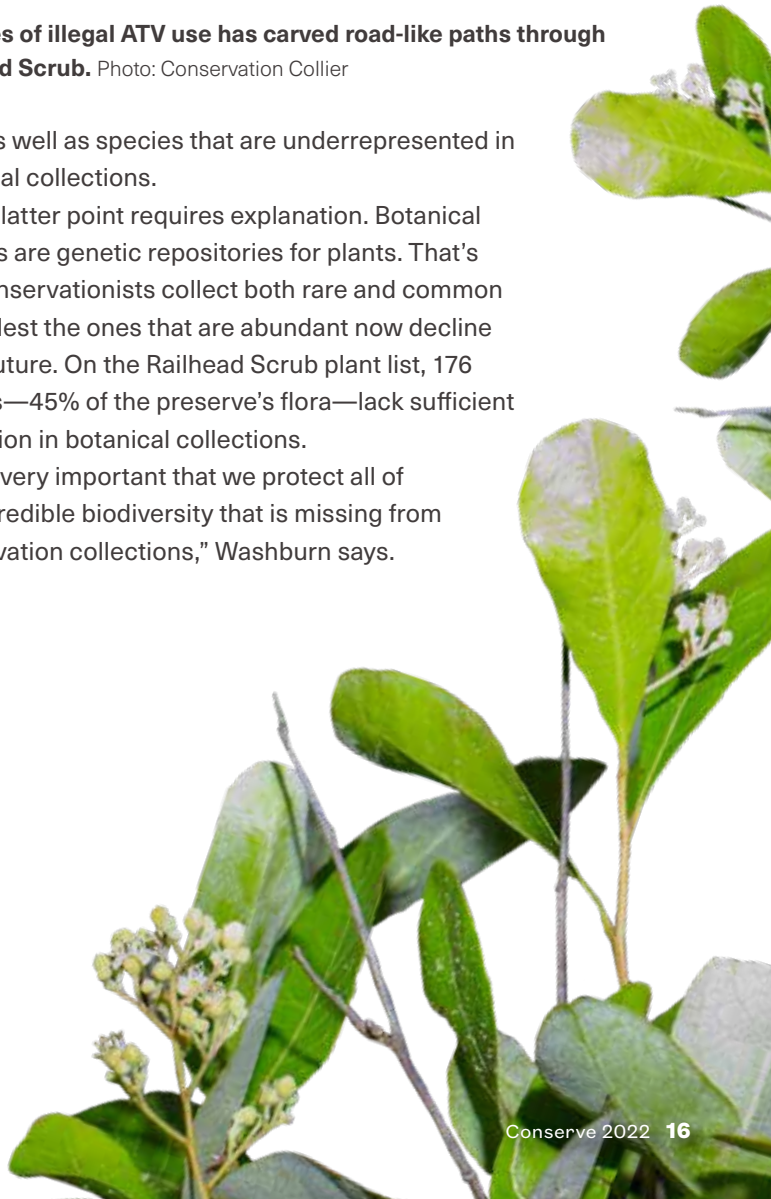 s of illegal ATV use has carved road-like paths through
d Scrub. Photo: Conservation Collier
s well as species that are underrepresented in
al collections.
latter point requires explanation. Botanical
s are genetic repositories for plants. That’s
nservationists collect both rare and common
lest the ones that are abundant now decline
uture. On the Railhead Scrub plant list, 176
s—45% of the preserve’s flora—lack sufficient
ion in botanical collections.
very important that we protect all of
redible biodiversity that is missing from
vation collections,” Washburn says.
Conserve 2022 16